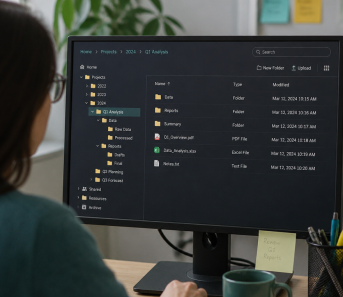 Home > Projects > 2024 > Q1 Analysis
Search
New Folder
Upload
Home
Projects
2022
2023
2024
Q1 Analysis
Data
Raw Data
Processed
Reports
Drafts
Final
Q2 Planning
Q3 Forecast
Shared
Resources
Archive
Name ↑ Type Modified
Data Folder Mar 12, 2024 10:15 AM
Reports Folder Mar 12, 2024 10:16 AM
Summary Folder Mar 12, 2024 10:17 AM
Q1_Overview.pdf PDF File Mar 12, 2024 10:18 AM
Data_Analysis.xlsx Excel File Mar 12, 2024 10:19 AM
Notes.txt Text File Mar 12, 2024 10:20 AM